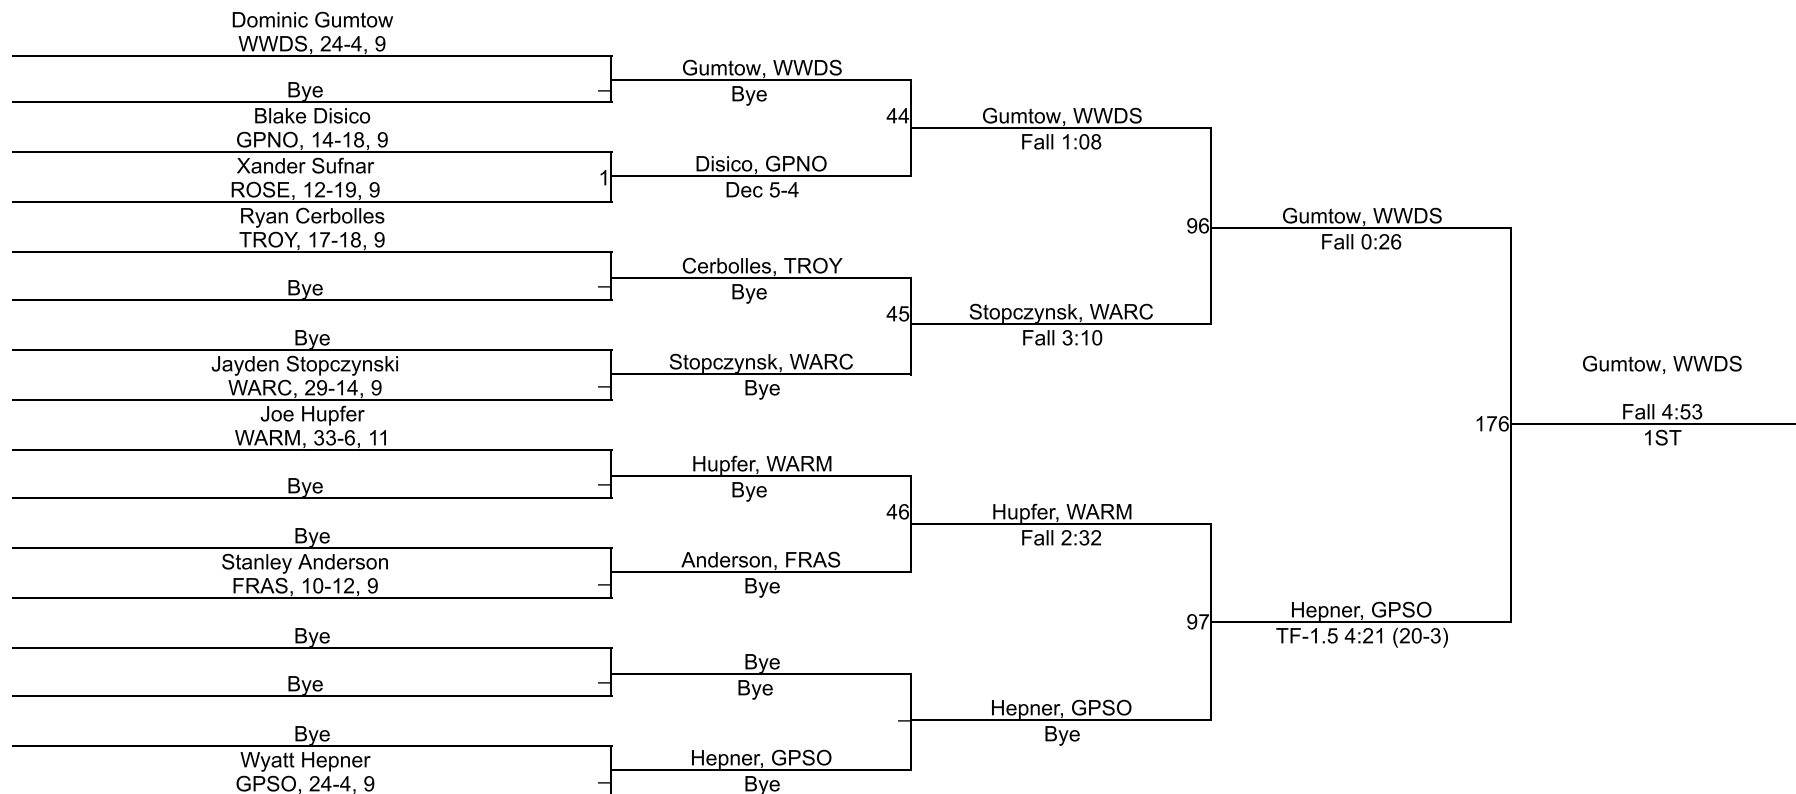 Dominic Gumtow
WWDS, 24-4, 9
Bye
Blake Disico
GPNO, 14-18, 9
Xander Sufnar
ROSE, 12-19, 9
1
Ryan Cerbolles
TROY, 17-18, 9
Bye
Bye
Jayden Stopczynski
WARC, 29-14, 9
Joe Hupfer
WARM, 33-6, 11
Bye
Bye
Stanley Anderson
FRAS, 10-12, 9
Bye
Bye
Bye
Wyatt Hepner
GPSO, 24-4, 9
Gumtow, WWDS
Bye
44
Disico, GPNO
Dec 5-4
Cerbolles, TROY
Bye
45
Stopczynsk, WARC
Bye
Hupfer, WARM
Bye
46
Anderson, FRAS
Bye
Bye
Bye
Hepner, GPSO
Bye
Gumtow, WWDS
Fall 1:08
96
Stopczynsk, WARC
Fall 3:10
Hupfer, WARM
Fall 2:32
97
Hepner, GPSO
Bye
Gumtow, WWDS
Fall 0:26
176
Hepner, GPSO
TF-1.5 4:21 (20-3)
Gumtow, WWDS
Fall 4:53
1ST